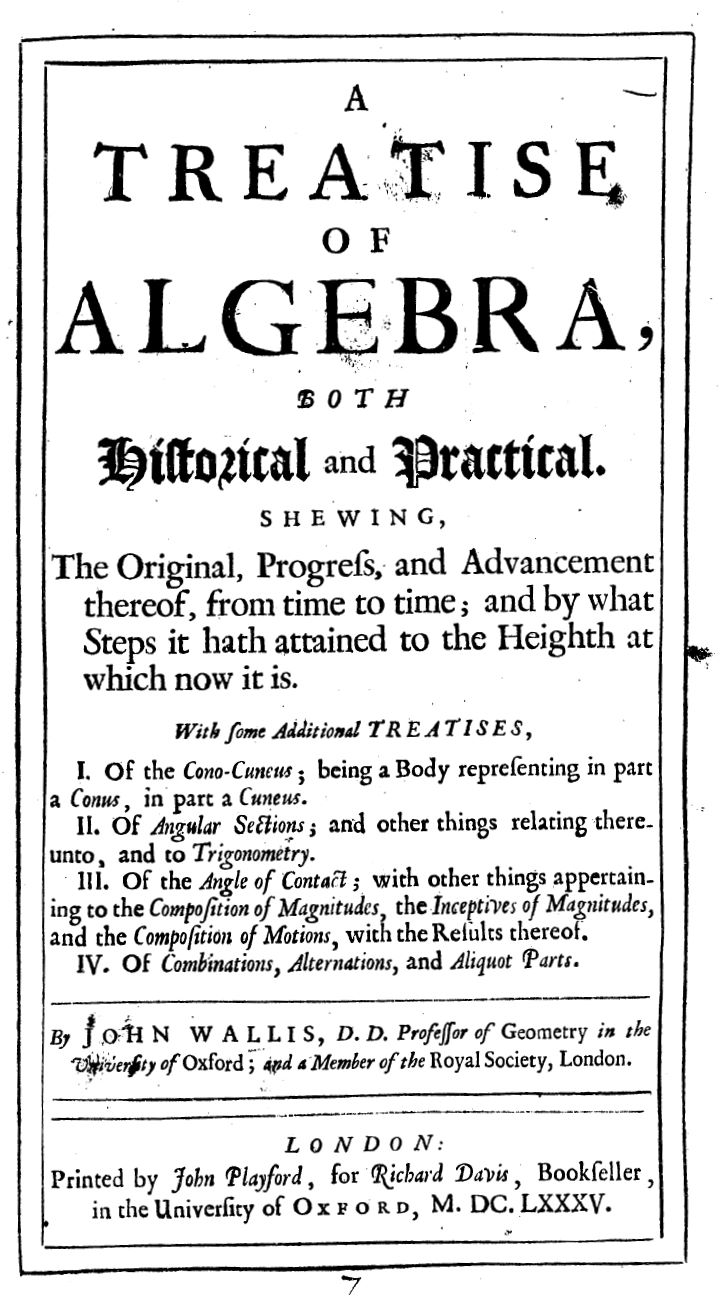 A
TREATISE
OF
ALGEBRA,
BOTH
Hiſtorical and Practical.
SHEWING,
The Original, Progreſs, and Advancement
thereof, from time to time; and by what
Steps it hath attained to the Heighth at
which now it is.
With ſome Additional TREATISES,
I. Of the Cono-Cuneus; being a Body repreſenting in part
a Conus, in part a Cuneus.
II. Of Angular Sections; and other things relating there-
unto, and to Trigonometry.
III. Of the Angle of Contact; with other things appertain-
ing to the Compoſition of Magnitudes, the Inceptives of Magnitudes,
and the Compoſition of Motions, with the Reſults thereof.
IV. Of Combinations, Alternations, and Aliquot Parts.
By JOHN WALLIS, D. D. Profeſſor of Geometry in the
Univerſity of Oxford; and a Member of the Royal Society, London.
LONDON:
Printed by John Playford, for Richard Davis, Bookſeller,
in the Univerſity of OXFORD, M. DC. LXXXV.
7